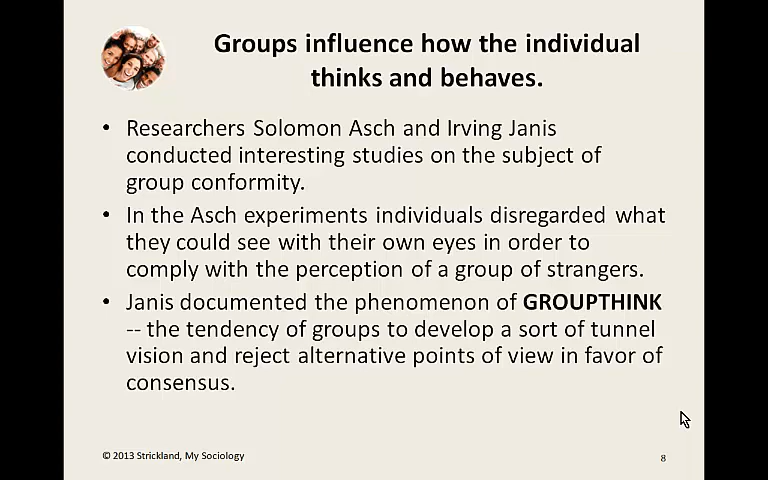 Groups influence how the individual
thinks and behaves.
• Researchers Solomon Asch and Irving Janis
conducted interesting studies on the subject of
group conformity.
• In the Asch experiments individuals disregarded what
they could see with their own eyes in order to
comply with the perception of a group of strangers.
• Janis documented the phenomenon of GROUPTHINK
-- the tendency of groups to develop a sort of tunnel
vision and reject alternative points of view in favor of
consensus.
© 2013 Strickland, My Sociology
8